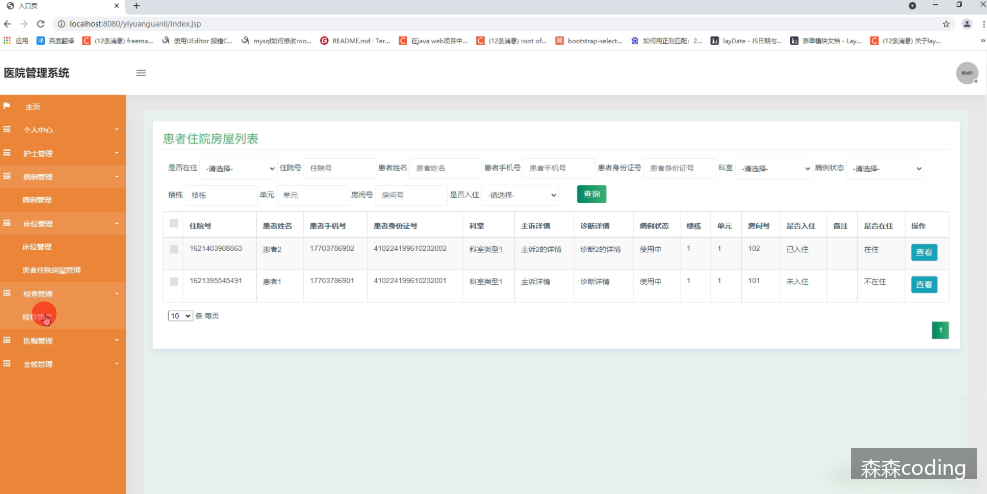 入口页
localhost:8080/yiyuanguanli/index.jsp
应用 百度翻译 (12条消息) freema... 使用UEditor 报错C... mysql如何修改roo... README.md · Ter... 在java web项目中... (12条消息) root of... bootstrap-select... 如何用正则匹配：2... layDate - JS日期与... 表单模块文档 - Lay... (12条消息) 关于lay...
医院管理系统
主页
个人中心
护士管理
病例管理
病例管理
床位管理
床位管理
患者住院房屋管理
检查管理
医嘱管理
金钱管理
患者住院房屋列表
是否在住 -请选择- 住院号 住院号 患者姓名 患者姓名 患者手机号 患者手机号 患者身份证号 患者身份证号 科室 -请选择- 病例状态 -请选择-
楼栋 楼栋 单元 单元 房间号 房间号 是否入住 -请选择- 查询
住院号 患者姓名 患者手机号 患者身份证号 科室 主诉详情 诊断详情 病例状态 楼栋 单元 房间号 是否入住 备注 是否在住 操作
1621403908863 患者2 17703786902 410224199610232002 科室类型1 主诉2的详情 诊断2的详情 使用中 1 1 102 已入住 在住 查看
1621395545491 患者1 17703786901 410224199610232001 科室类型1 主诉详情 诊断详情 使用中 1 1 101 未入住 不在住 查看
10 条 每页
1
森森coding